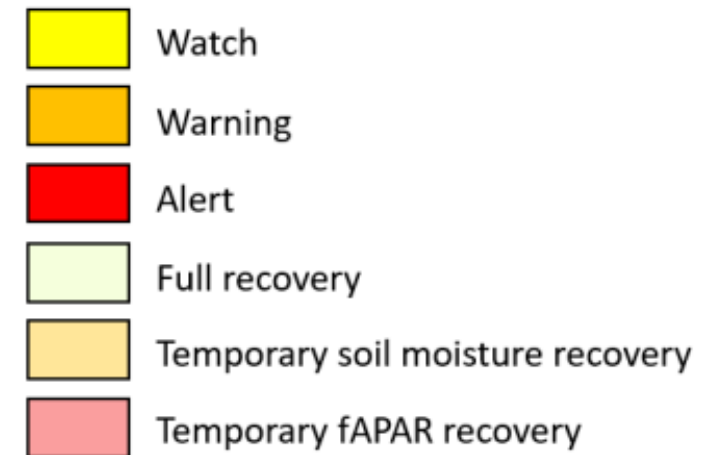 Watch
Warning
Alert
Full recovery
Temporary soil moisture recovery
Temporary fAPAR recovery